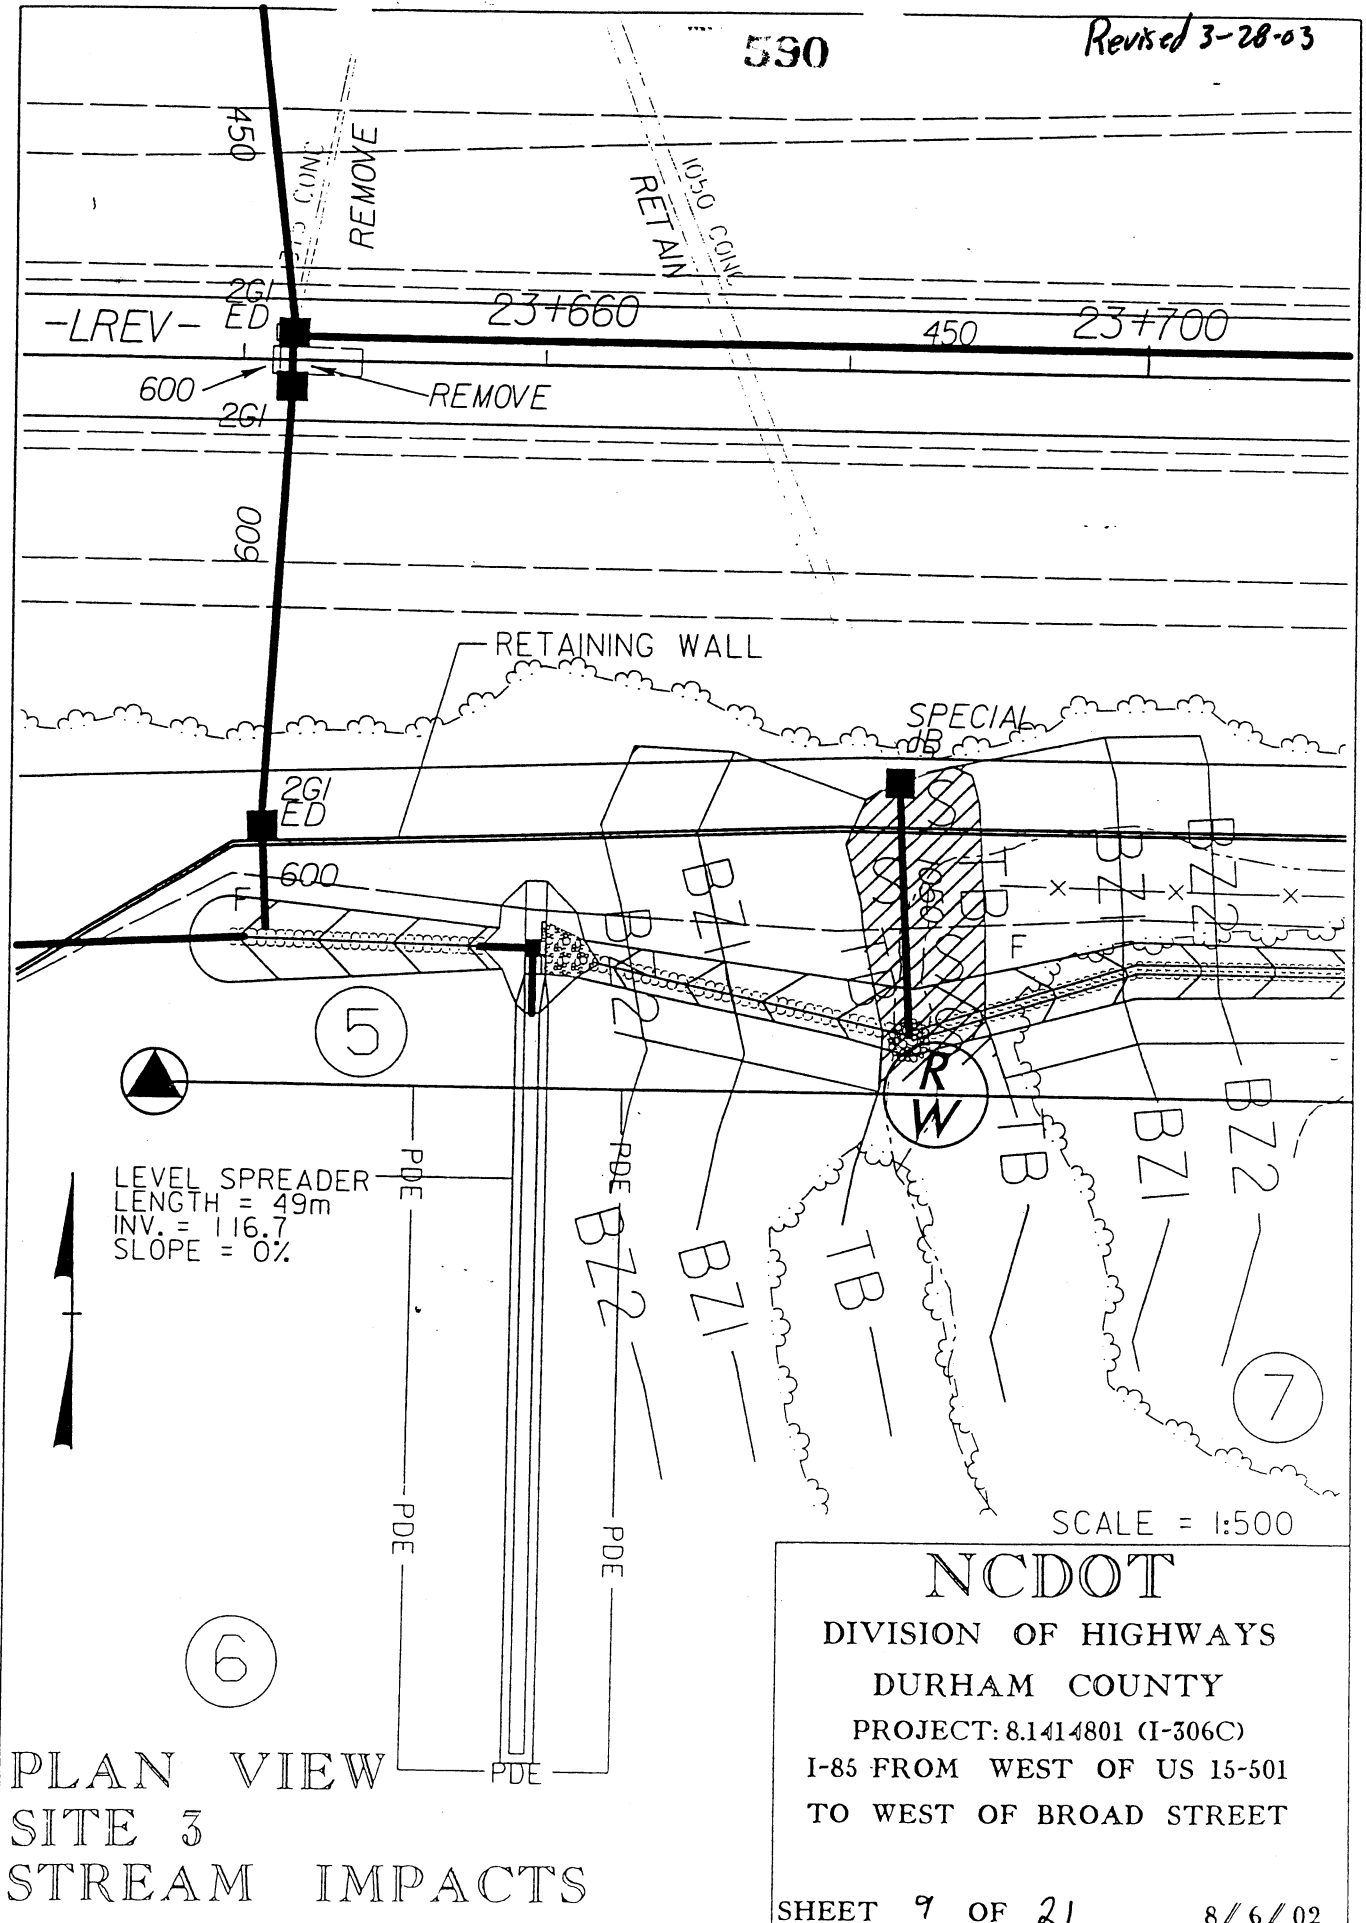 590
Revised 3-28-03
450
CONC
REMOVE
1050 CONC
RETAIN
2GI
ED
-LREV-
23+660
450
23+700
600
REMOVE
2GI
600
RETAINING WALL
SPECIAL
JB
2GI
ED
600
F
S
S
TB
TB
BZ1
BZ2
BZ1
BZ2
F
S
S
5
R
W
LEVEL SPREADER
LENGTH = 49m
INV. = 116.7
SLOPE = 0%
PDE
PDE
BZ2
BZ1
TB
TB
BZ1
BZ2
7
PDE
PDE
SCALE = 1:500
6
PDE
PLAN VIEW
SITE 3
STREAM IMPACTS
NCDOT
DIVISION OF HIGHWAYS
DURHAM COUNTY
PROJECT: 8.1414801 (I-306C)
I-85 FROM WEST OF US 15-501
TO WEST OF BROAD STREET
SHEET 9 OF 21
8/6/02